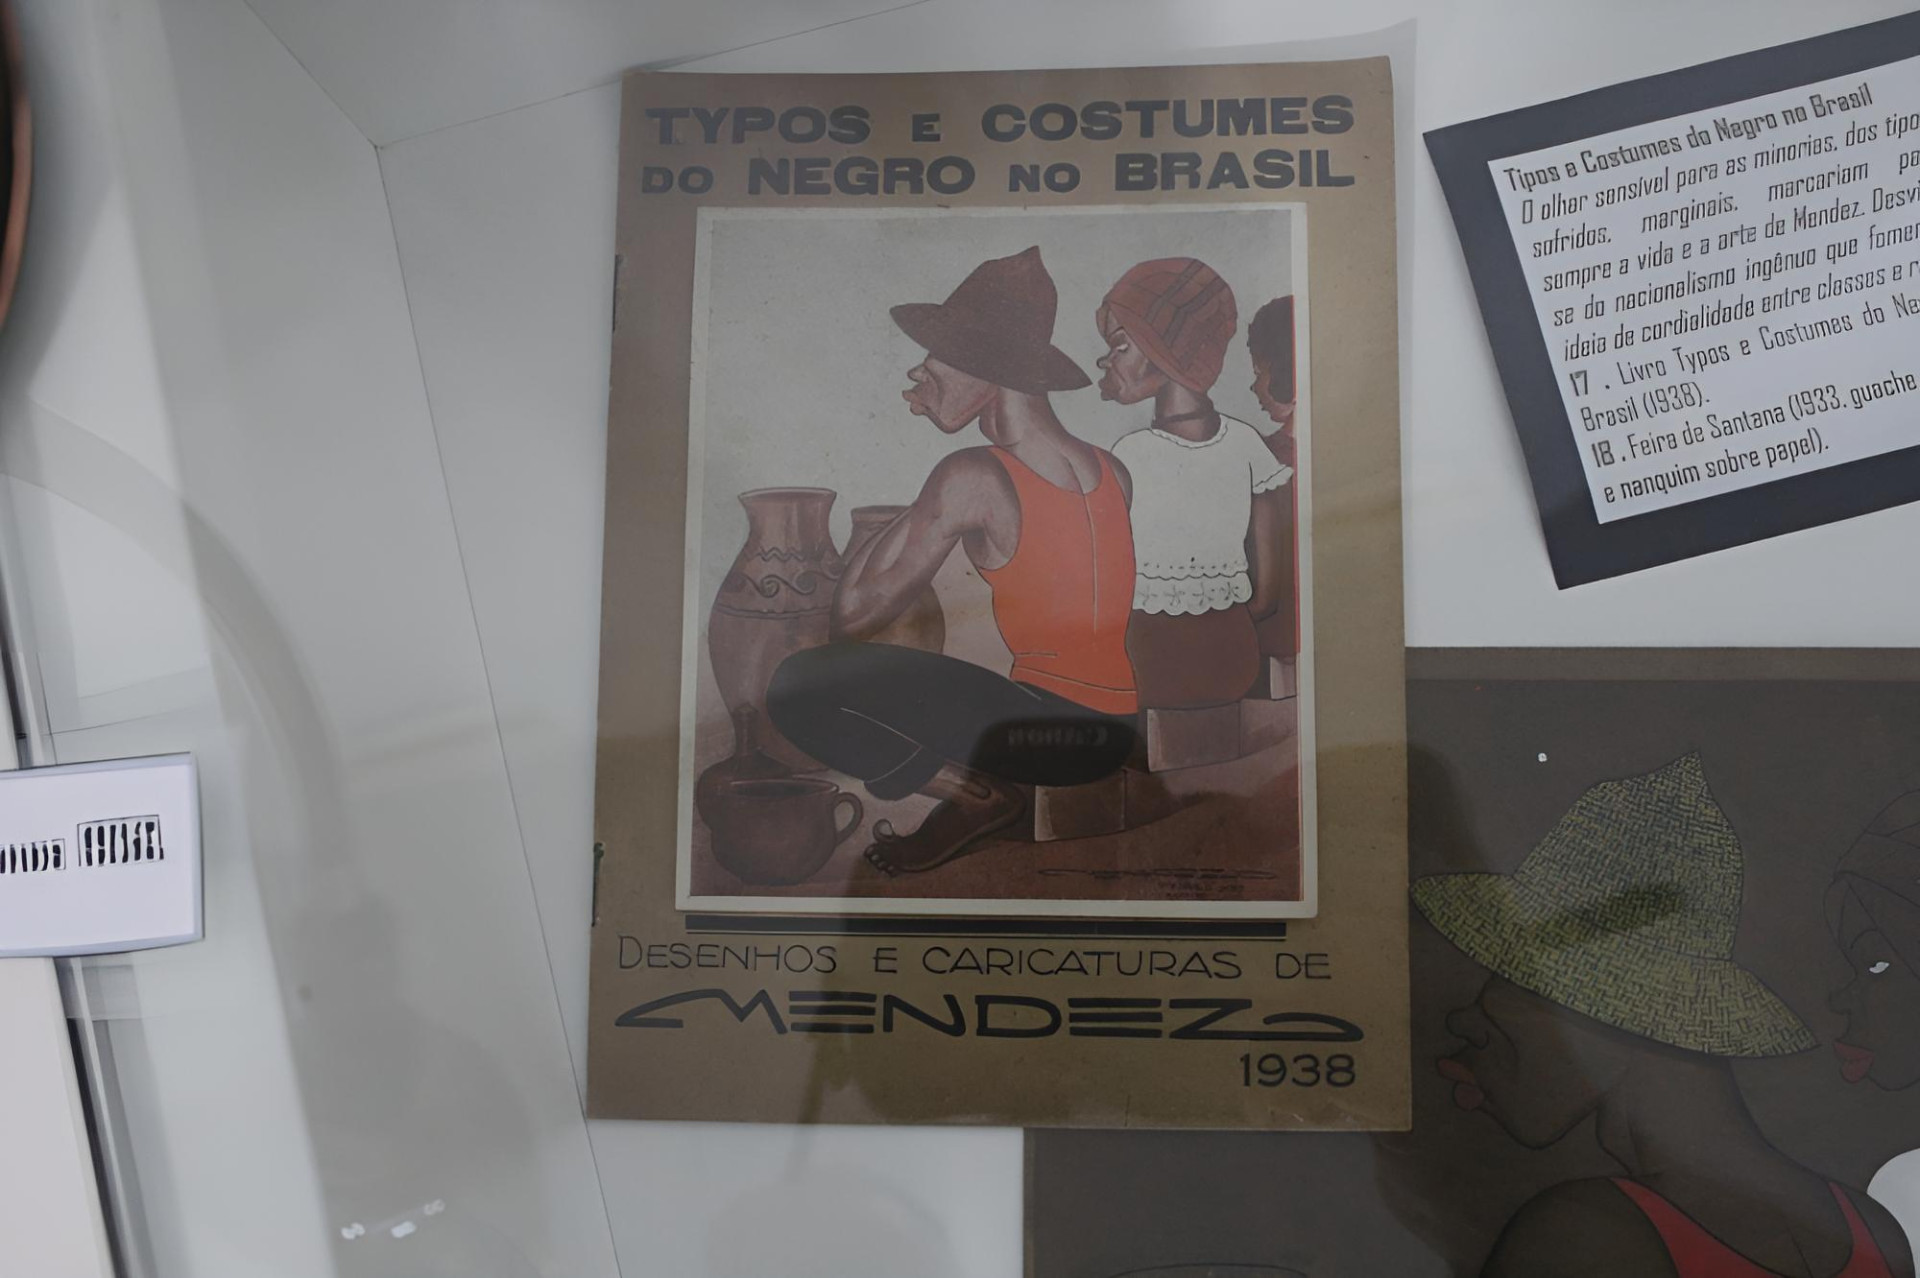 TYPOS E COSTUMES
DO NEGRO NO BRASIL
DESENHOS E CARICATURAS DE
MENDEZ
1938
Tipos e Costumes do Negro no Brasil
O olhar sensível para as minorias, dos tipo
sofridos, marginais, marcariam
sempre a vida e a arte de Mendez.
se do nacionalismo ingênuo que
ideia de cordialidade entre classes e
17 . Livro Typos e Costumes do
Brasil (1938).
18 . Feira de Santana (1933, guache
e nanquim sobre papel).